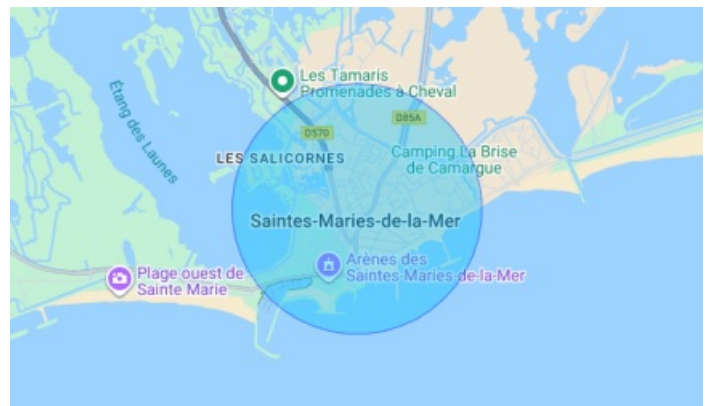 Les Tamaris
Promenades à Cheval
Étang des Launes
D85A
D570
LES SALICORNES
Camping La Brise
de Camargue
Saintes-Maries-de-la-Mer
Arènes des
Saintes-Maries-de-la-Mer
Plage ouest de
Sainte Marie